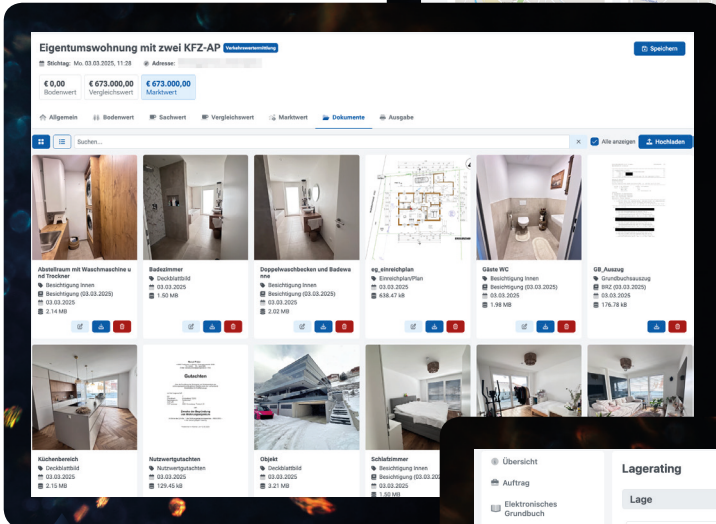 Eigentumswohnung mit zwei KFZ-AP Verkehrswertermittlung
Speichern
Stichtag: Mo. 03.03.2025, 11:28 Adresse:
€ 0,00 € 673.000,00 € 673.000,00
Bodenwert Vergleichswert Marktwert
Allgemein Bodenwert Sachwert Vergleichswert Marktwert Dokumente Ausgabe
Suchen... Alle anzeigen Hochladen
Abstellraum mit Waschmaschine u
nd Trockner
Besichtigung Innen
Besichtigung (03.03.2025)
03.03.2025
2.14 MB
Badezimmer
Deckblattbild
03.03.2025
1.50 MB
Doppelwaschbecken und Badewa
nne
Besichtigung Innen
Besichtigung (03.03.2025)
03.03.2025
2.02 MB
eg_einreichplan
Einreichplan/Plan
03.03.2025
638.47 kB
Gäste WC
Besichtigung Innen
Besichtigung (03.03.2025)
03.03.2025
1.98 MB
GB_Auszug
Grundbuchsauszug
BRZ (03.03.2025)
03.03.2025
176.78 kB
Küchenbereich
Deckblattbild
03.03.2025
2.15 MB
Gutachten
Nutzwertgutachten
Nutzwertgutachten
03.03.2025
129.45 kB
Objekt
Deckblattbild
03.03.2025
3.21 MB
Schlafzimmer
Besichtigung Innen
Besichtigung (03.03.202
03.03.2025
1.50 MB
Übersicht
Auftrag
Elektronisches
Grundbuch
Lagerating
Lage